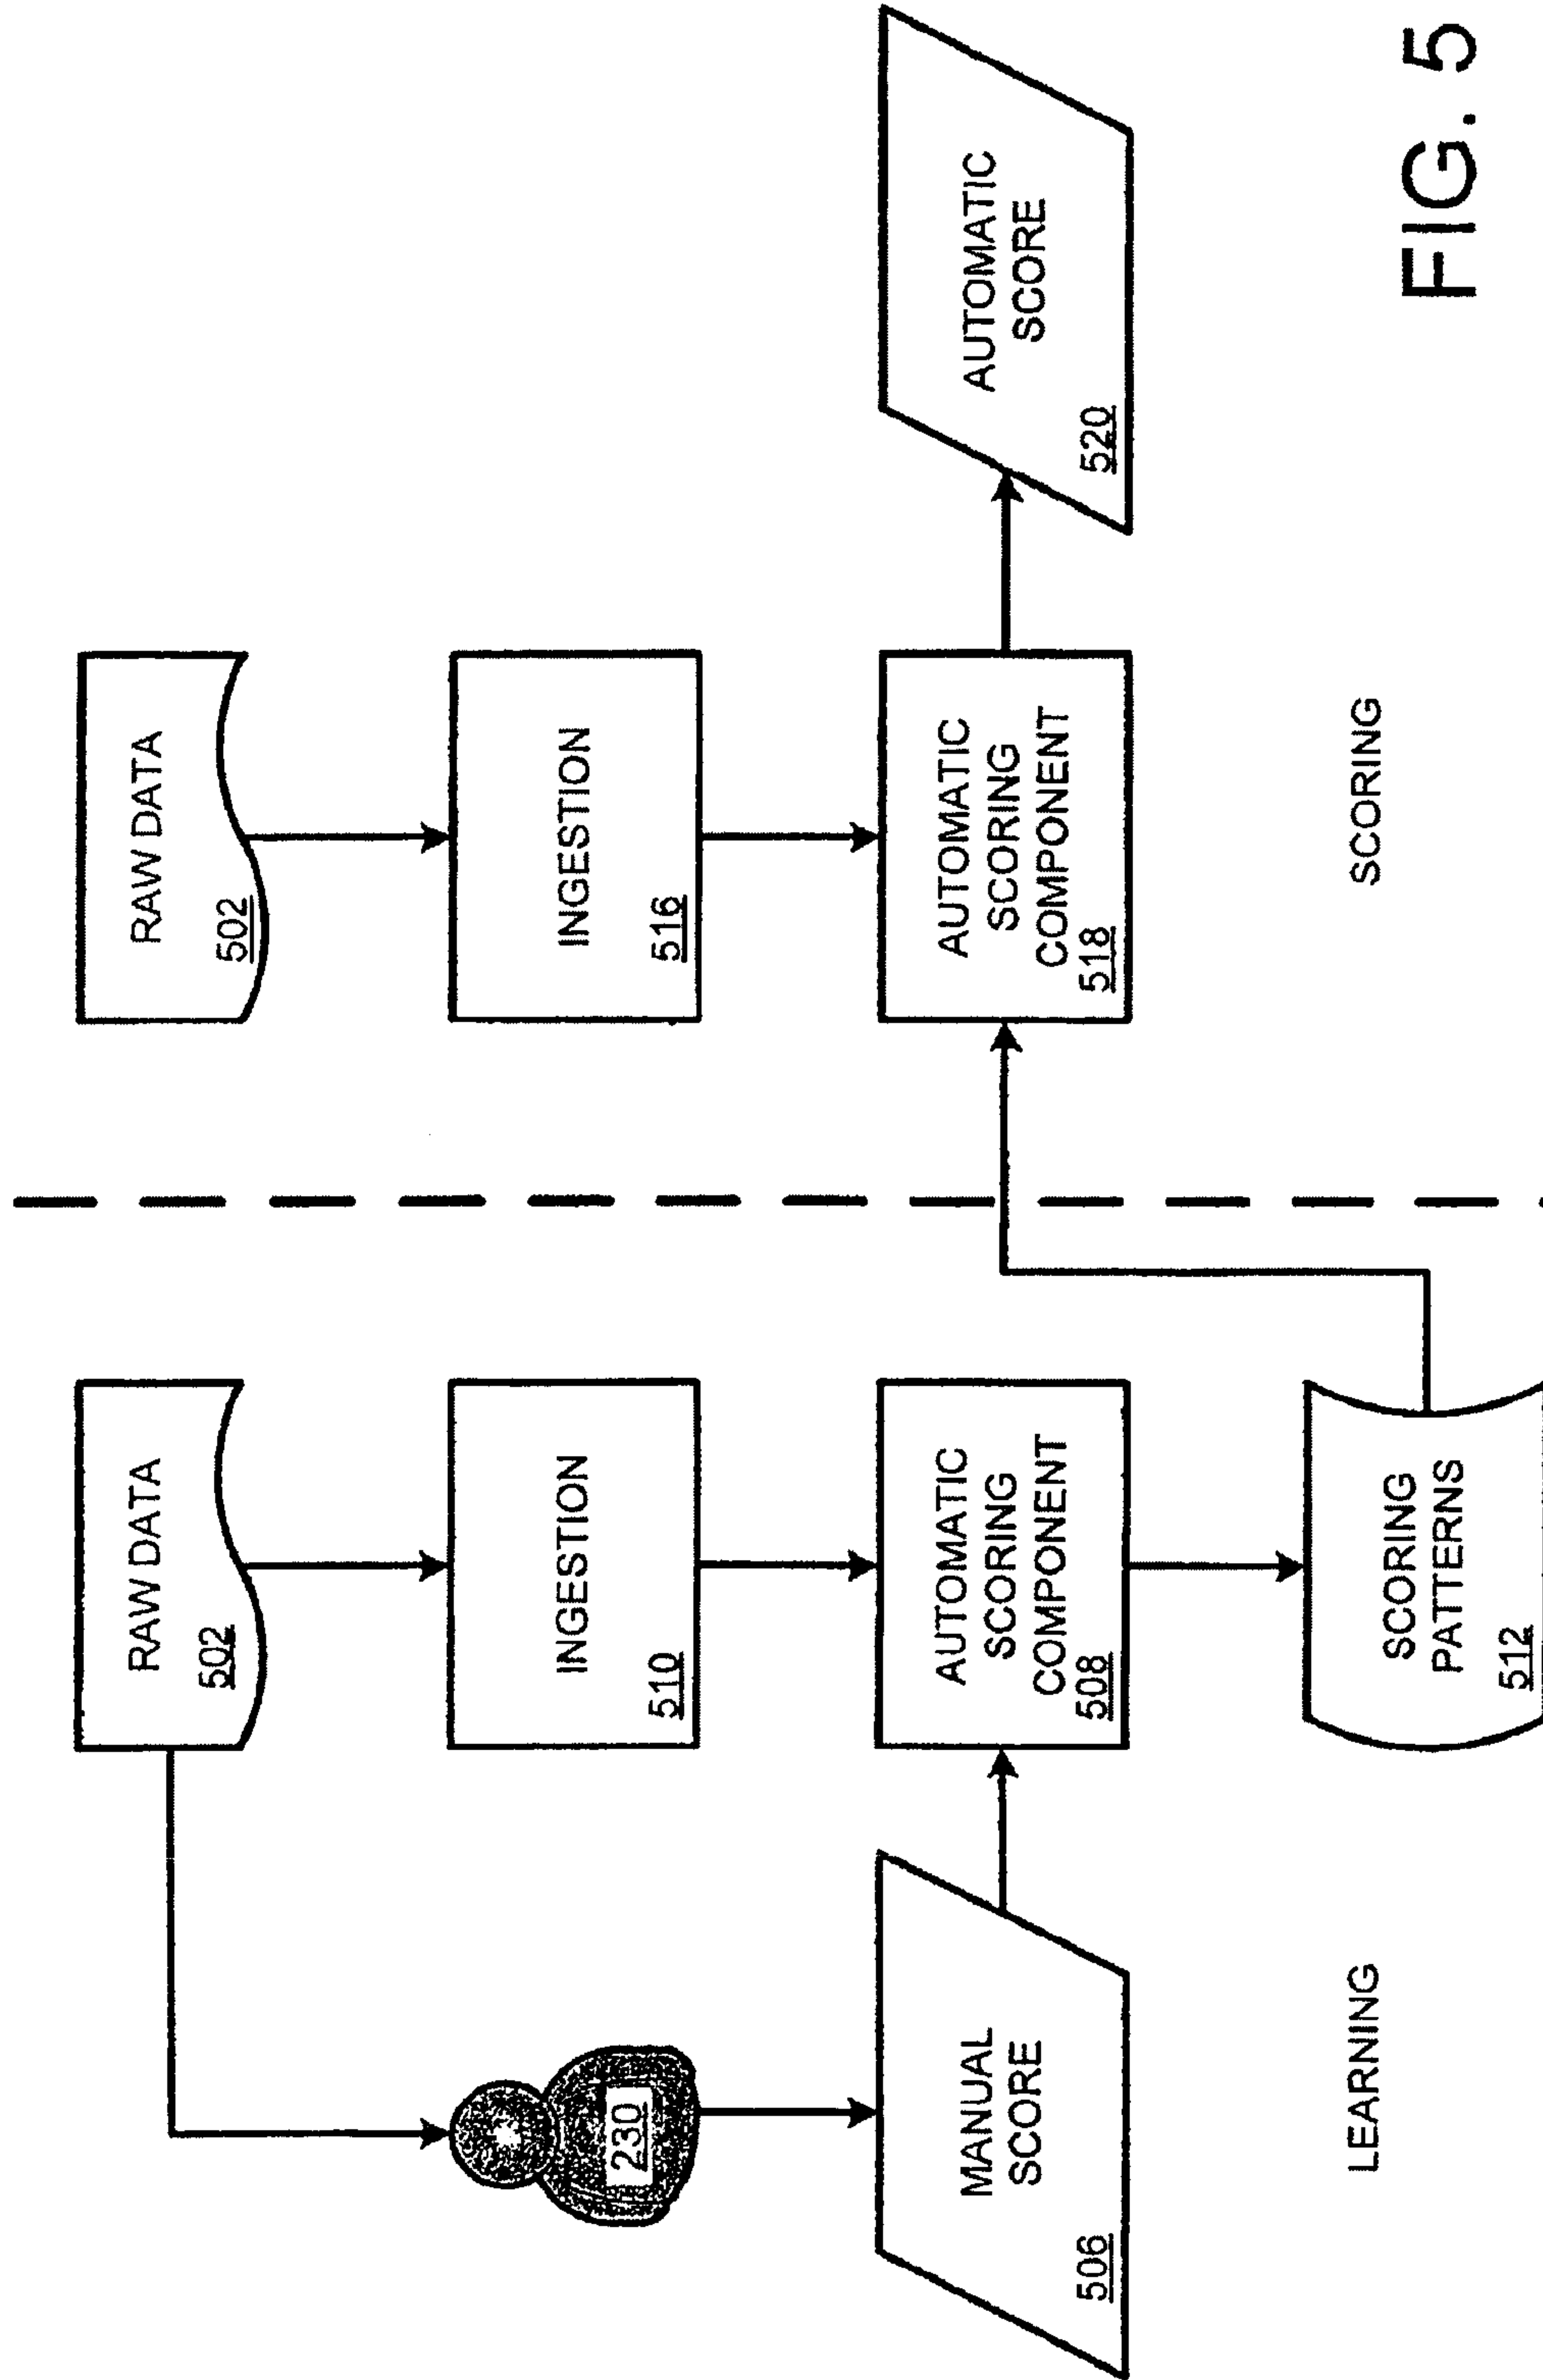 RAW DATA
502
RAW DATA
502
230
INGESTION
510
INGESTION
516
MANUAL
SCORE
506
AUTOMATIC
SCORING
COMPONENT
508
AUTOMATIC
SCORING
COMPONENT
518
AUTOMATIC
SCORE
520
SCORING
PATTERNS
512
LEARNING
SCORING
FIG. 5